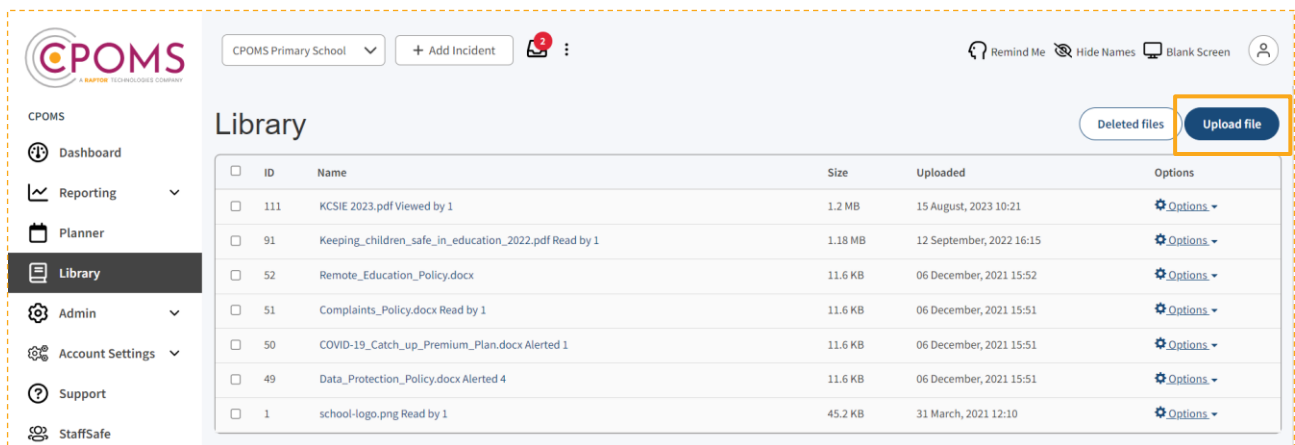 CPOMS
A RAPTOR TECHNOLOGIES COMPANY
CPOMS Primary School + Add Incident 2 Remind Me Hide Names Blank Screen
CPOMS
Dashboard
Reporting
Planner
Library
Admin
Account Settings
Support
StaffSafe
Library Deleted files Upload file
ID Name Size Uploaded Options
111 KCSIE 2023.pdf Viewed by 1 1.2 MB 15 August, 2023 10:21 Options
91 Keeping_children_safe_in_education_2022.pdf Read by 1 1.18 MB 12 September, 2022 16:15 Options
52 Remote_Education_Policy.docx 11.6 KB 06 December, 2021 15:52 Options
51 Complaints_Policy.docx Read by 1 11.6 KB 06 December, 2021 15:51 Options
50 COVID-19_Catch_up_Premium_Plan.docx Alerted 1 11.6 KB 06 December, 2021 15:51 Options
49 Data_Protection_Policy.docx Alerted 4 11.6 KB 06 December, 2021 15:51 Options
1 school-logo.png Read by 1 45.2 KB 31 March, 2021 12:10 Options